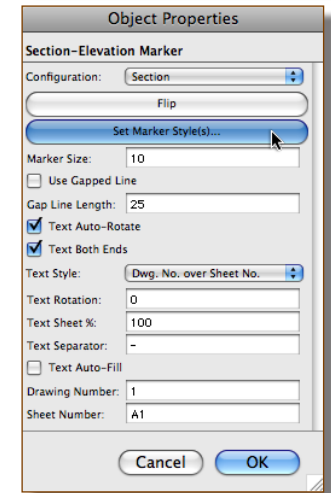 Object Properties
Section-Elevation Marker
Configuration: Section
Flip
Set Marker Style(s)...
Marker Size: 10
Use Gapped Line
Gap Line Length: 25
Text Auto-Rotate
Text Both Ends
Text Style: Dwg. No. over Sheet No.
Text Rotation: 0
Text Sheet %: 100
Text Separator: -
Text Auto-Fill
Drawing Number: 1
Sheet Number: A1
Cancel OK